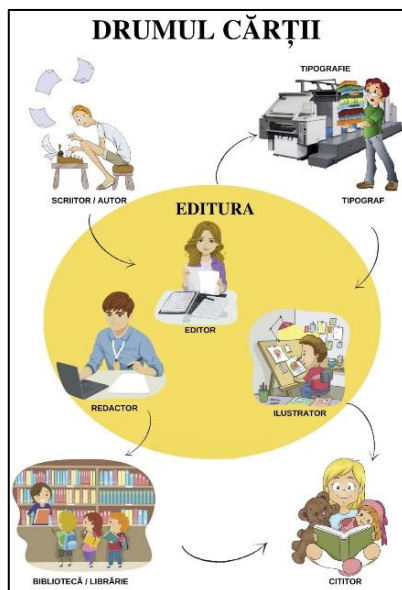 DRUMUL CĂRȚII
TIPOGRAFIE
SCRIITOR / AUTOR
TIPOGRAF
EDITURA
EDITOR
REDACTOR
ILUSTRATOR
BIBLIOTECĂ / LIBRĂRIE
CITITOR